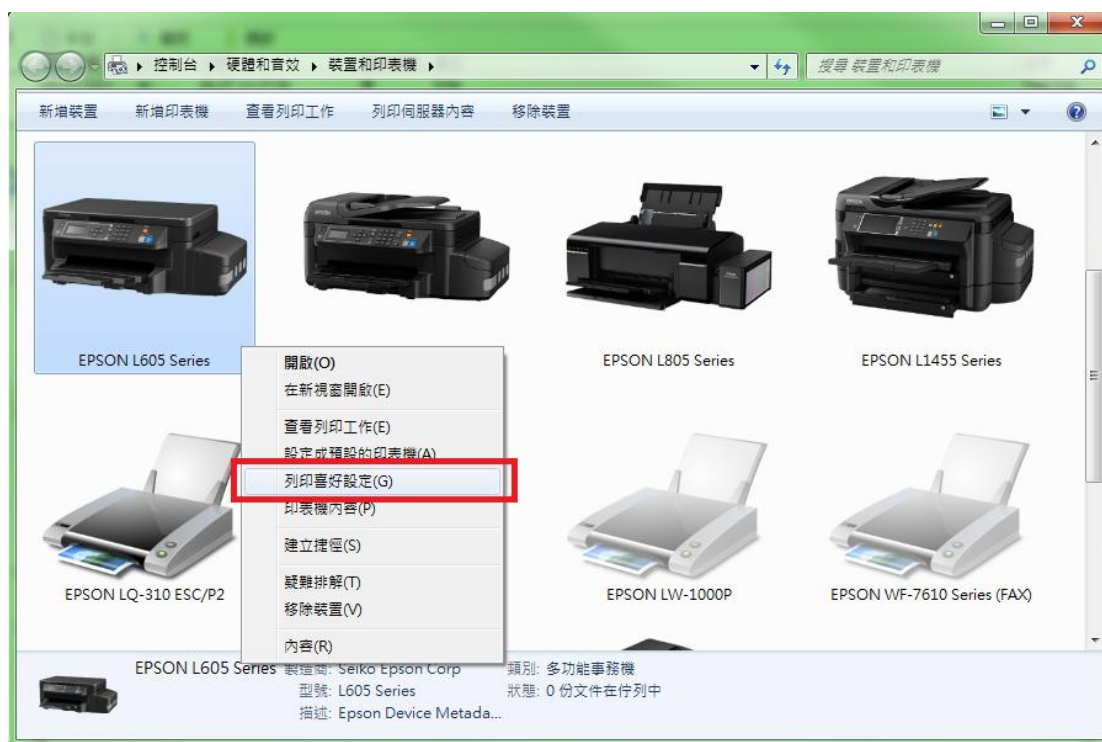 控制台 ▸ 硬體和音效 ▸ 裝置和印表機 ▸
搜尋 裝置和印表機
新增裝置 新增印表機 查看列印工作 列印伺服器內容 移除裝置
EPSON L605 Series
EPSON L805 Series
EPSON L1455 Series
開啟(O)
在新視窗開啟(E)
查看列印工作(E)
設定成預設的印表機(A)
列印喜好設定(G)
印表機內容(P)
建立捷徑(S)
疑難排解(T)
移除裝置(V)
內容(R)
EPSON LQ-310 ESC/P2
EPSON LW-1000P
EPSON WF-7610 Series (FAX)
EPSON L605 Series 製造商: Seiko Epson Corp 類別: 多功能事務機
型號: L605 Series 狀態: 0 份文件在佇列中
描述: Epson Device Metada...